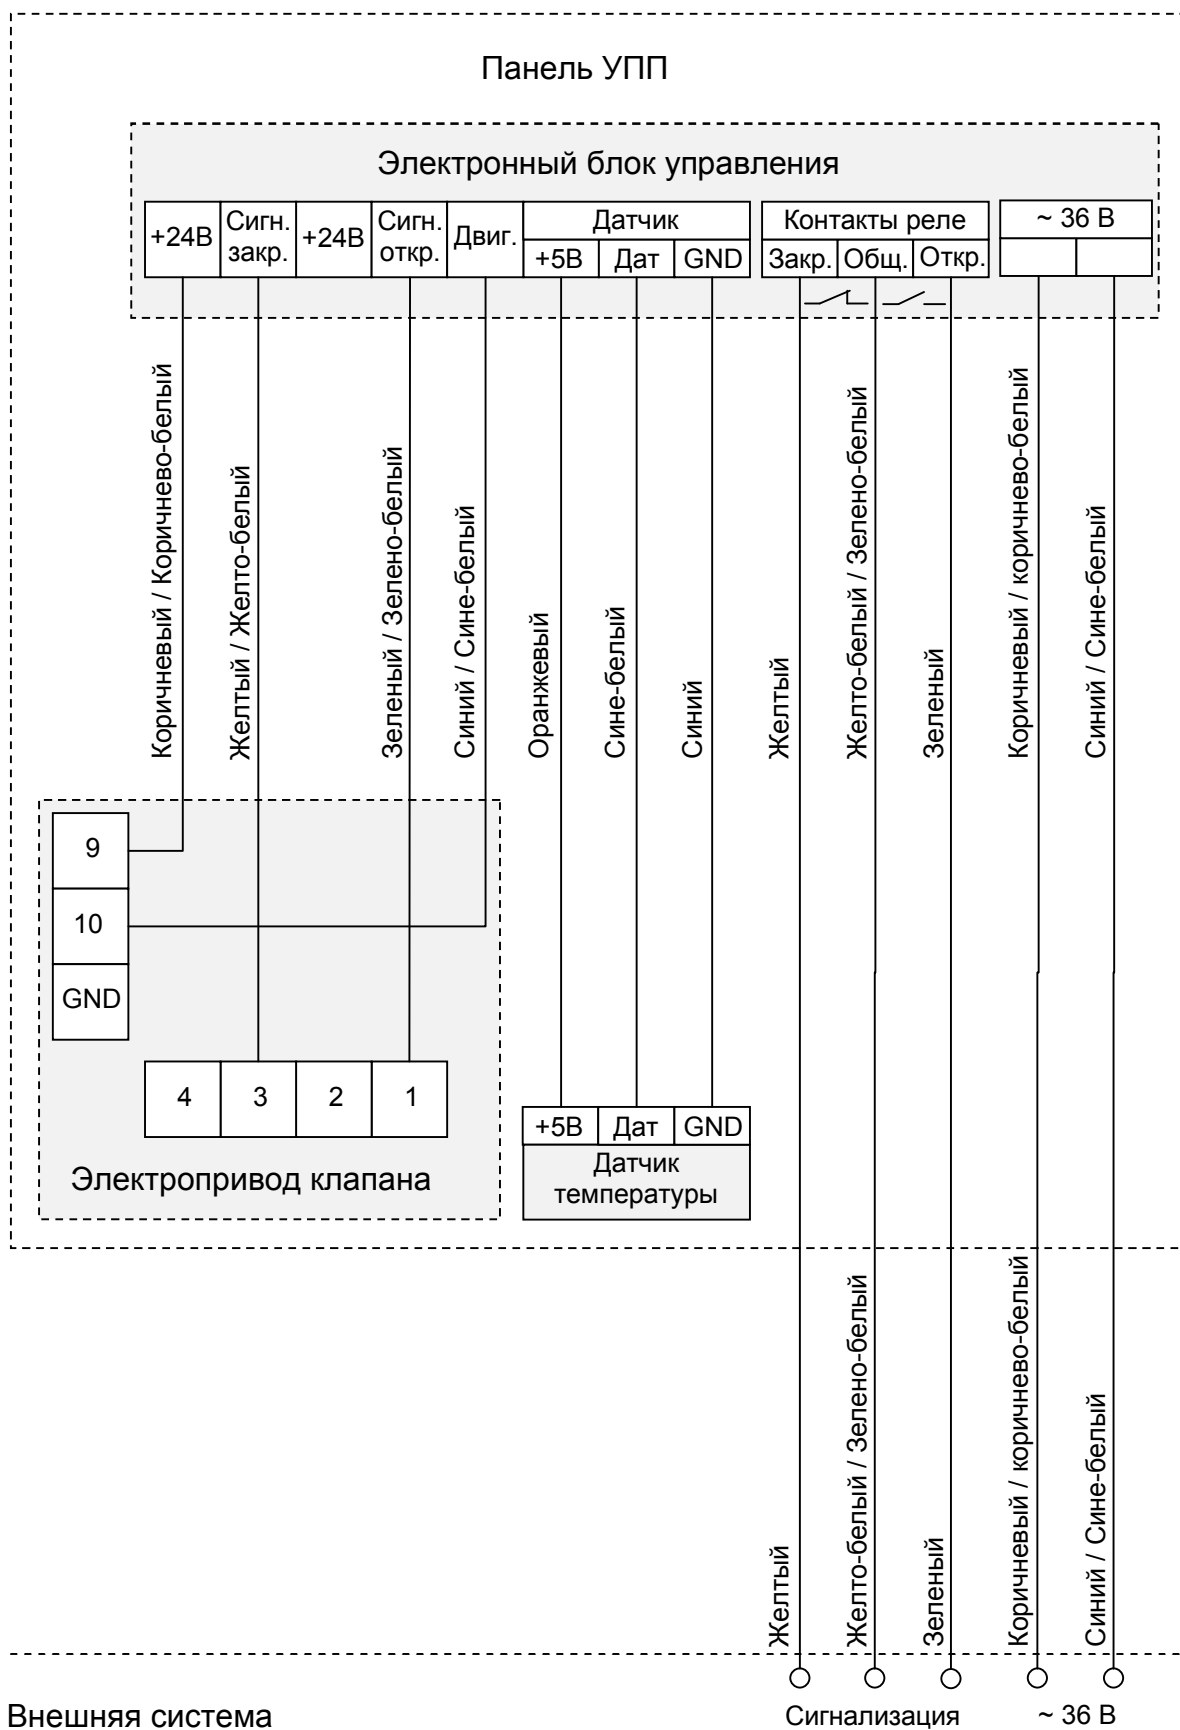 Панель УПП
Электронный блок управления
+24В
Сигн.
закр.
+24В
Сигн.
откр.
Двиг.
Датчик
+5В
Дат
GND
Контакты реле
Закр.
Общ.
Откр.
~ 36 В
Коричневый / Коричнево-белый
Желтый / Желто-белый
Зеленый / Зелено-белый
Синий / Сине-белый
Оранжевый
Сине-белый
Синий
Желтый
Желто-белый / Зелено-белый
Зеленый
Коричневый / коричнево-белый
Синий / Сине-белый
9
10
GND
4
3
2
1
Электропривод клапана
+5В
Дат
GND
Датчик
температуры
Желтый
Желто-белый / Зелено-белый
Зеленый
Коричневый / коричнево-белый
Синий / Сине-белый
Внешняя система
Сигнализация
~ 36 В